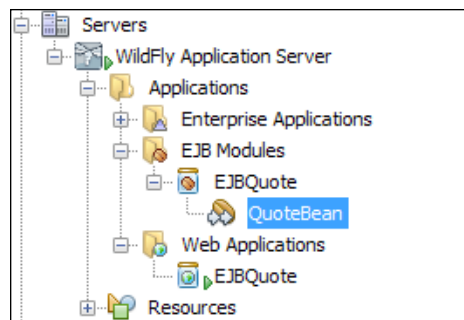 Servers
WildFly Application Server
Applications
Enterprise Applications
EJB Modules
EJBQuote
QuoteBean
Web Applications
EJBQuote
Resources